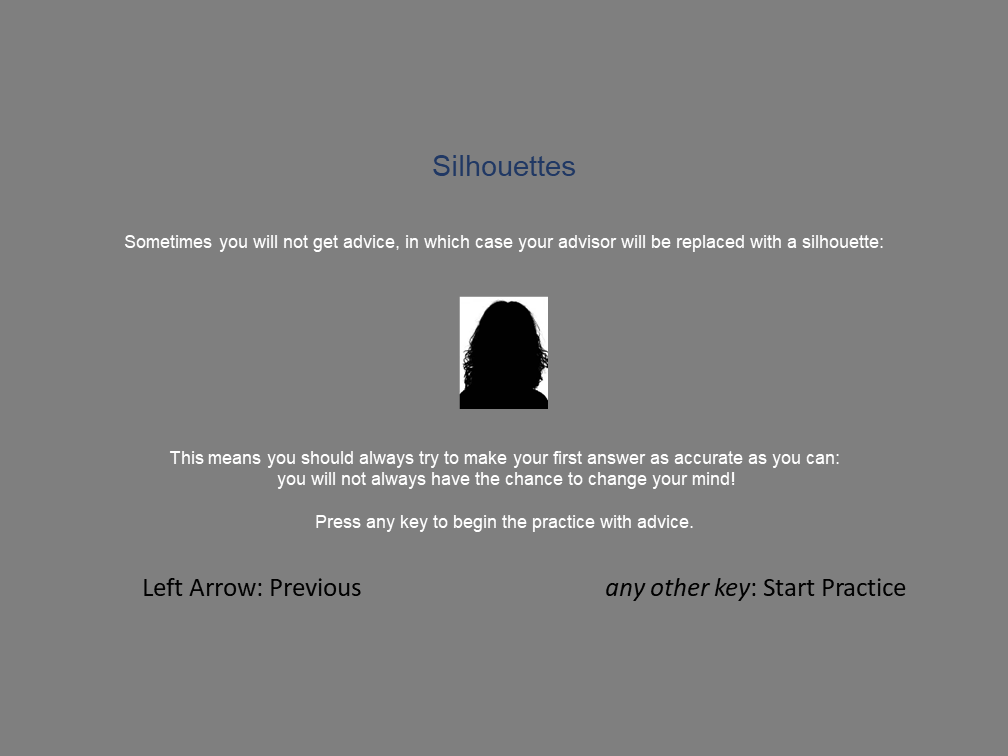 Silhouettes
Sometimes you will not get advice, in which case your advisor will be replaced with a silhouette:
This means you should always try to make your first answer as accurate as you can:
you will not always have the chance to change your mind!
Press any key to begin the practice with advice.
Left Arrow: Previous
any other key: Start Practice